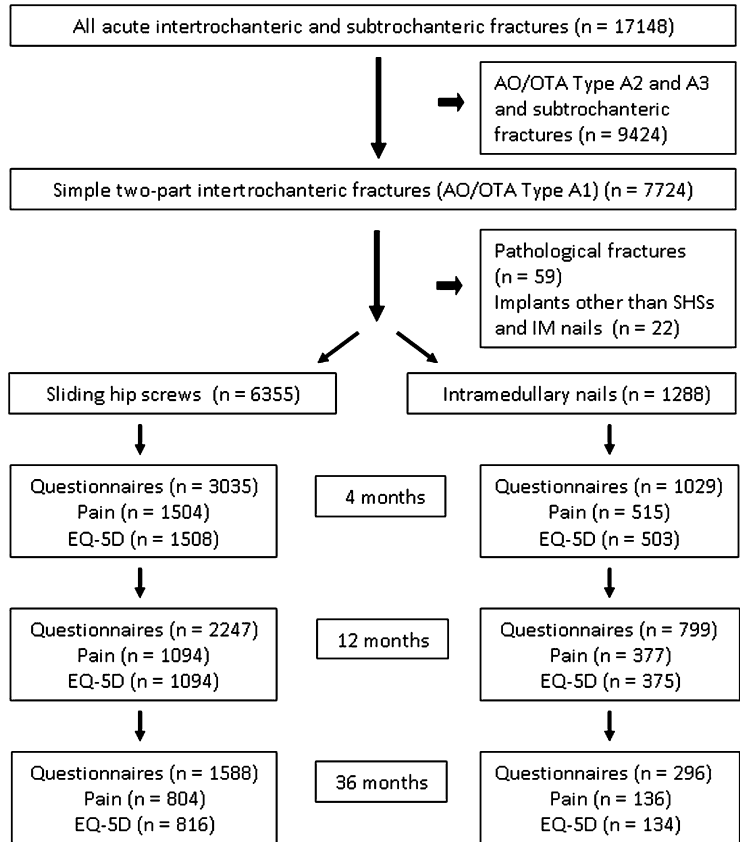 All acute intertrochanteric and subtrochanteric fractures (n = 17148)
AO/OTA Type A2 and A3
and subtrochanteric
fractures (n = 9424)
Simple two-part intertrochanteric fractures (AO/OTA Type A1) (n = 7724)
Pathological fractures
(n = 59)
Implants other than SHSs
and IM nails (n = 22)
Sliding hip screws (n = 6355)
Intramedullary nails (n = 1288)
Questionnaires (n = 3035)
Pain (n = 1504)
EQ-5D (n = 1508)
4 months
Questionnaires (n = 1029)
Pain (n = 515)
EQ-5D (n = 503)
Questionnaires (n = 2247)
Pain (n = 1094)
EQ-5D (n = 1094)
12 months
Questionnaires (n = 799)
Pain (n = 377)
EQ-5D (n = 375)
Questionnaires (n = 1588)
Pain (n = 804)
EQ-5D (n = 816)
36 months
Questionnaires (n = 296)
Pain (n = 136)
EQ-5D (n = 134)